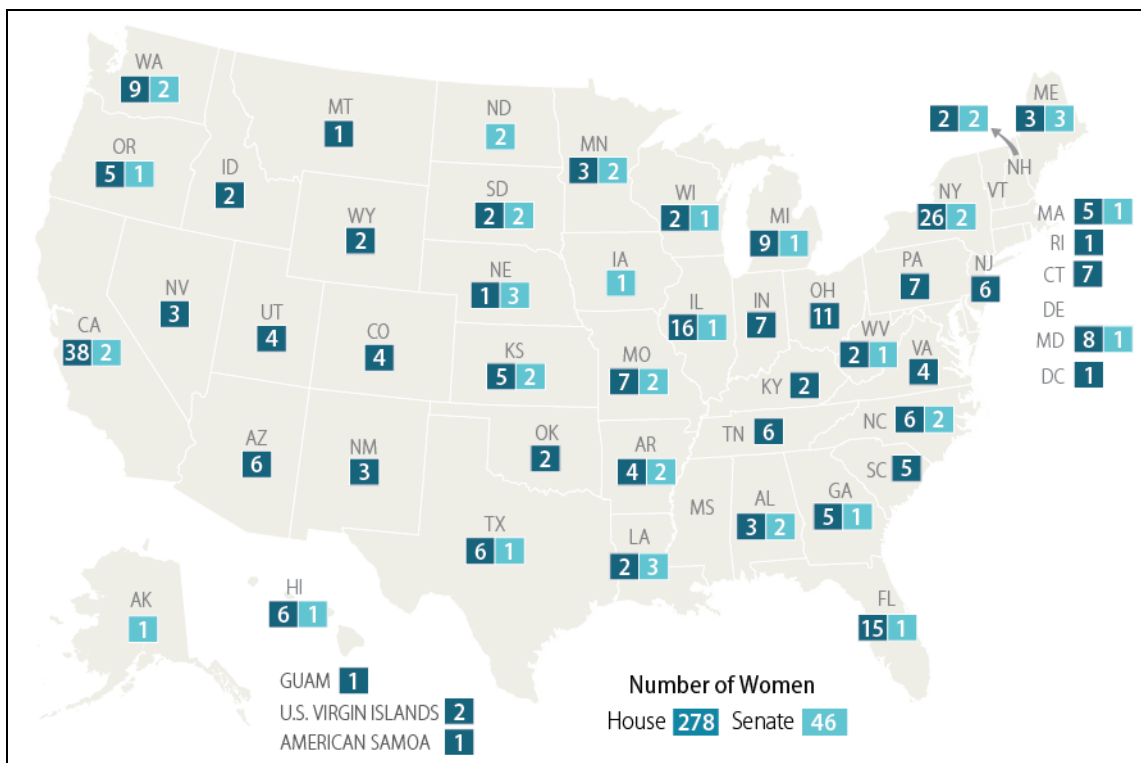 WA
9 2
OR
5 1
ID
2
MT
1
ND
2
SD
2 2
WY
2
NE
1 3
NV
3
UT
4
CO
4
CA
38 2
KS
5 2
AZ
6
NM
3
OK
2
TX
6 1
MN
3 2
WI
2 1
IA
1
IL
16 1
MO
7 2
AR
4 2
LA
2 3
MS
MI
9 1
IN
7
OH
11
KY 2
TN 6
AL
3 2
GA
5 1
FL
15 1
SC 5
NC 6 2
VA
4
WV
2 1
PA
7
NJ
6
NY
26 2
VT
NH
2 2
ME
3 3
MA 5 1
RI 1
CT 7
DE
MD 8 1
DC 1
AK
1
HI
6 1
GUAM 1
U.S. VIRGIN ISLANDS 2
AMERICAN SAMOA 1
Number of Women
House 278 Senate 46